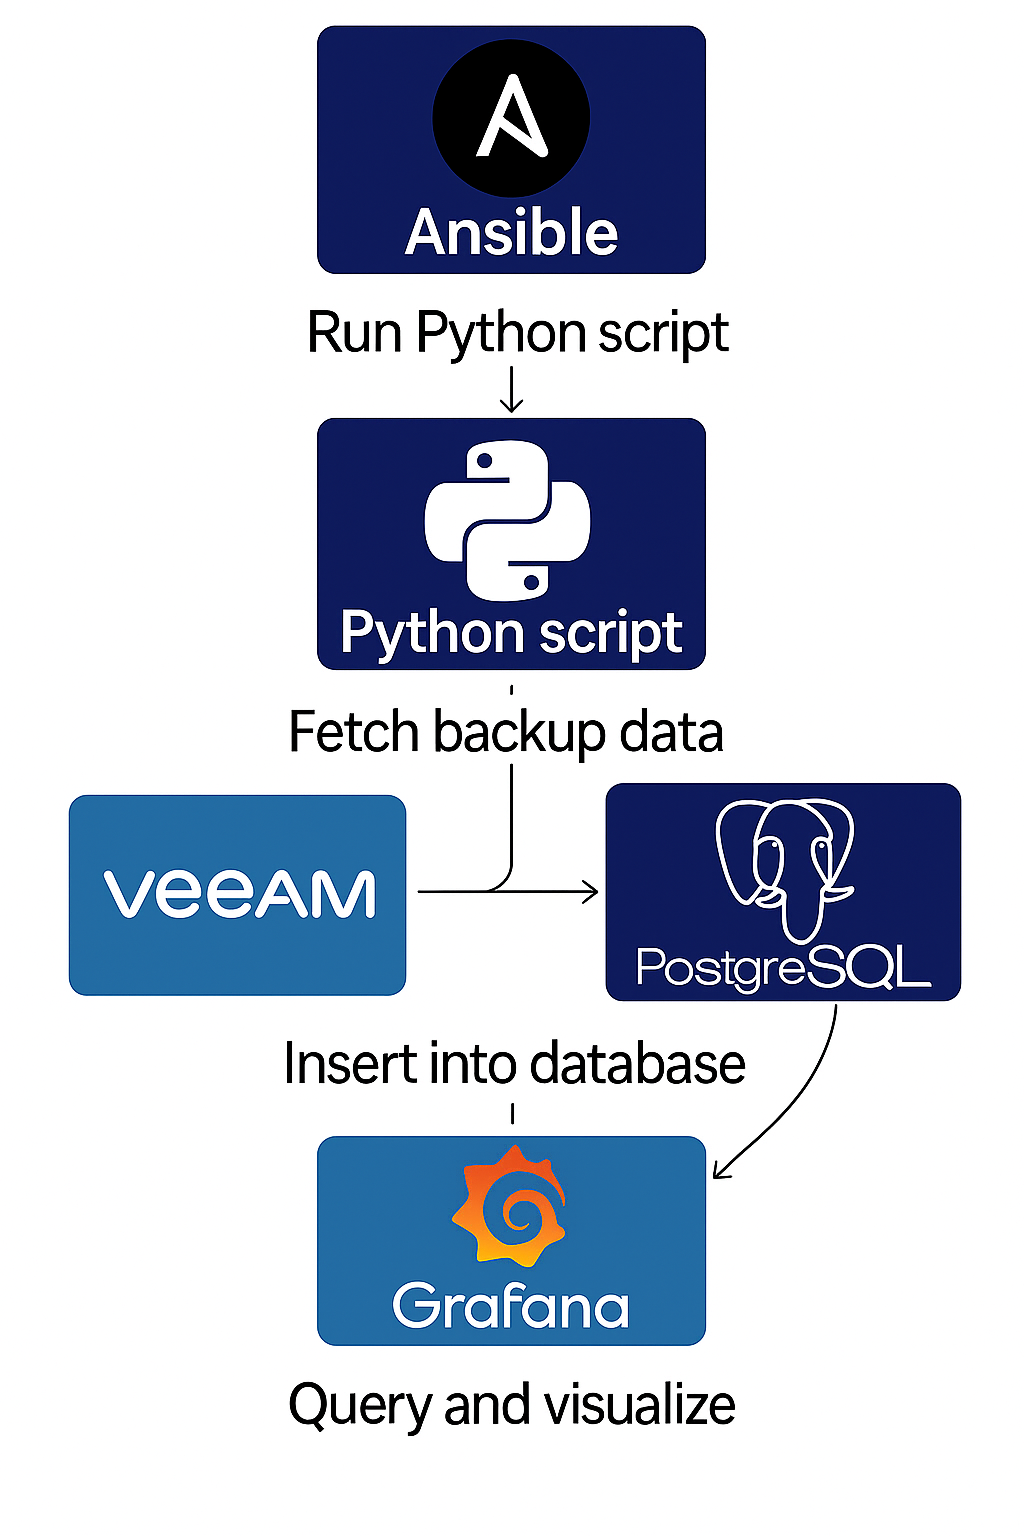 Ansible
Run Python script
Python script
Fetch backup data
veeAM
PostgreSQL
Insert into database
Grafana
Query and visualize